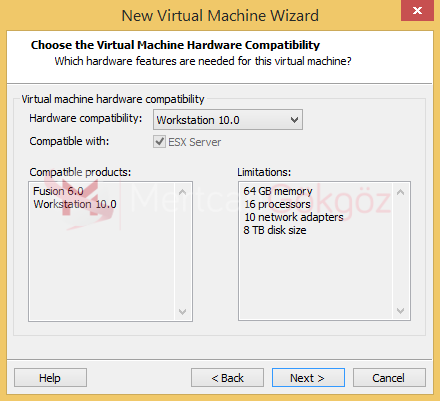 New Virtual Machine Wizard
Choose the Virtual Machine Hardware Compatibility
Which hardware features are needed for this virtual machine?
Virtual machine hardware compatibility
Hardware compatibility: Workstation 10.0
Compatible with: ESX Server
Compatible products: Limitations:
Fusion 6.0 64 GB memory
Workstation 10.0 16 processors
10 network adapters
8 TB disk size
Mertcan Gökgöz
Help < Back Next > Cancel